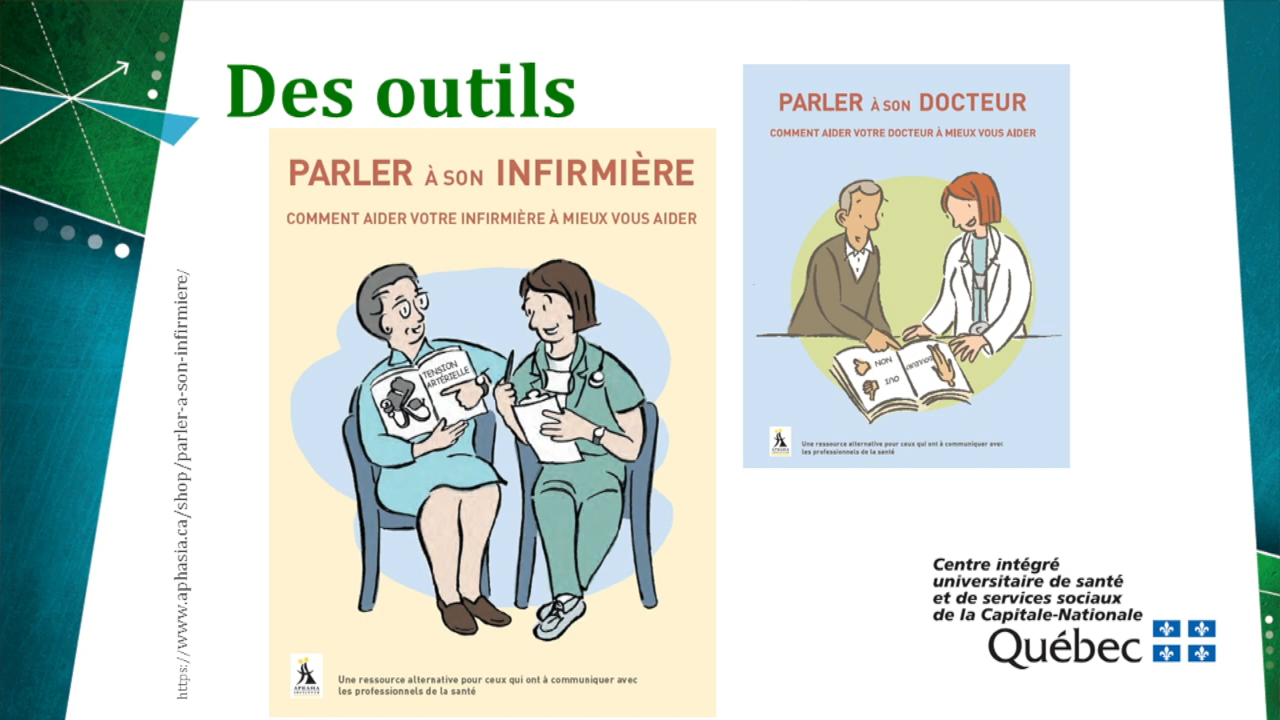 Des outils
https://www.aphasia.ca/shop/parler-a-son-infirmiere/
PARLER À SON INFIRMIÈRE
COMMENT AIDER VOTRE INFIRMIÈRE À MIEUX VOUS AIDER
TENSION
ARTÉRIELLE
APHASIA
INSTITUTE
Une ressource alternative pour ceux qui ont à communiquer avec
les professionnels de la santé
PARLER À SON DOCTEUR
COMMENT AIDER VOTRE DOCTEUR À MIEUX VOUS AIDER
NON
OUI
DOULEUR
APHASIA
Une ressource alternative pour ceux qui ont à communiquer avec
les professionnels de la santé
Centre intégré
universitaire de santé
et de services sociaux
de la Capitale-Nationale
Québec